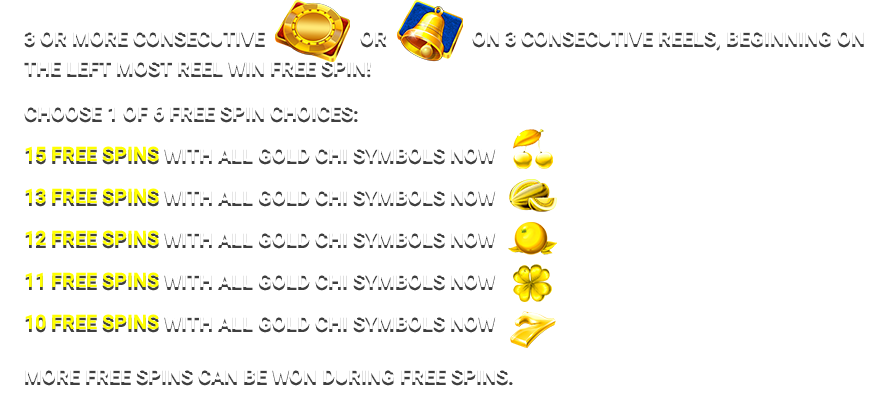 3 OR MORE CONSECUTIVE OR ON 3 CONSECUTIVE REELS, BEGINNING ON
THE LEFT MOST REEL WIN FREE SPIN!
CHOOSE 1 OF 6 FREE SPIN CHOICES:
15 FREE SPINS WITH ALL GOLD CHI SYMBOLS NOW
13 FREE SPINS WITH ALL GOLD CHI SYMBOLS NOW
12 FREE SPINS WITH ALL GOLD CHI SYMBOLS NOW
11 FREE SPINS WITH ALL GOLD CHI SYMBOLS NOW
10 FREE SPINS WITH ALL GOLD CHI SYMBOLS NOW 7
MORE FREE SPINS CAN BE WON DURING FREE SPINS.